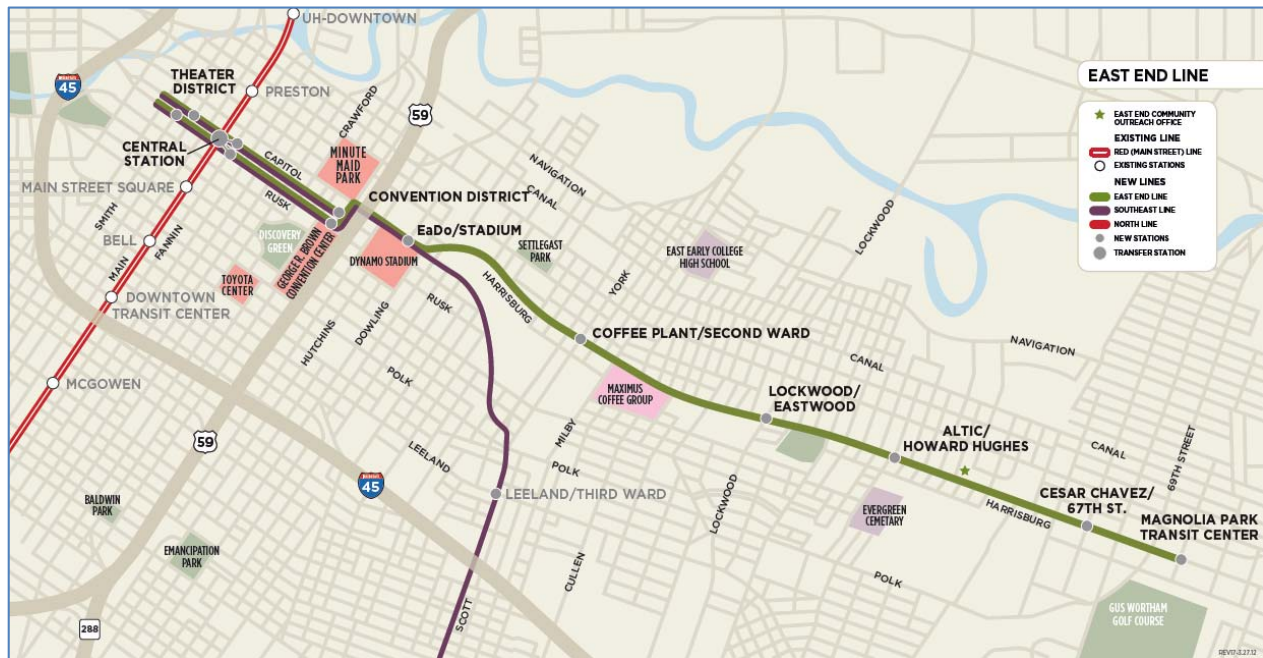 UH-DOWNTOWN
45
THEATER
DISTRICT
PRESTON
CRAWFORD
59
CENTRAL
STATION
CAPITOL
MINUTE
MAID
PARK
MAIN STREET SQUARE
RUSK
CONVENTION DISTRICT
SMITH
FANNIN
BELL
MAIN
DISCOVERY
GREEN
GEORGE R. BROWN
CONVENTION CENTER
EaDo/STADIUM
DYNAMO STADIUM
TOYOTA
CENTER
DOWNTOWN
TRANSIT CENTER
NAVIGATION
CANAL
SETTLEGAST
PARK
YORK
EAST EARLY COLLEGE
HIGH SCHOOL
LOCKWOOD
HARRISBURG
RUSK
HUTCHINS
DOWLING
POLK
COFFEE PLANT/SECOND WARD
NAVIGATION
CANAL
MCGOWEN
MAXIMUS
COFFEE GROUP
LOCKWOOD/
EASTWOOD
59
LEELAND
45
MILBY
POLK
ALTIC/
HOWARD HUGHES
CANAL
69TH STREET
LEELAND/THIRD WARD
LOCKWOOD
EVERGREEN
CEMETARY
HARRISBURG
CESAR CHAVEZ/
67TH ST.
MAGNOLIA PARK
TRANSIT CENTER
BALDWIN
PARK
EMANCIPATION
PARK
CULLEN
POLK
SCOTT
288
GUS WORTHAM
GOLF COURSE
EAST END LINE
EAST END COMMUNITY
OUTREACH OFFICE
EXISTING LINE
RED (MAIN STREET) LINE
EXISTING STATIONS
NEW LINES
EAST END LINE
SOUTHEAST LINE
NORTH LINE
NEW STATIONS
TRANSFER STATION